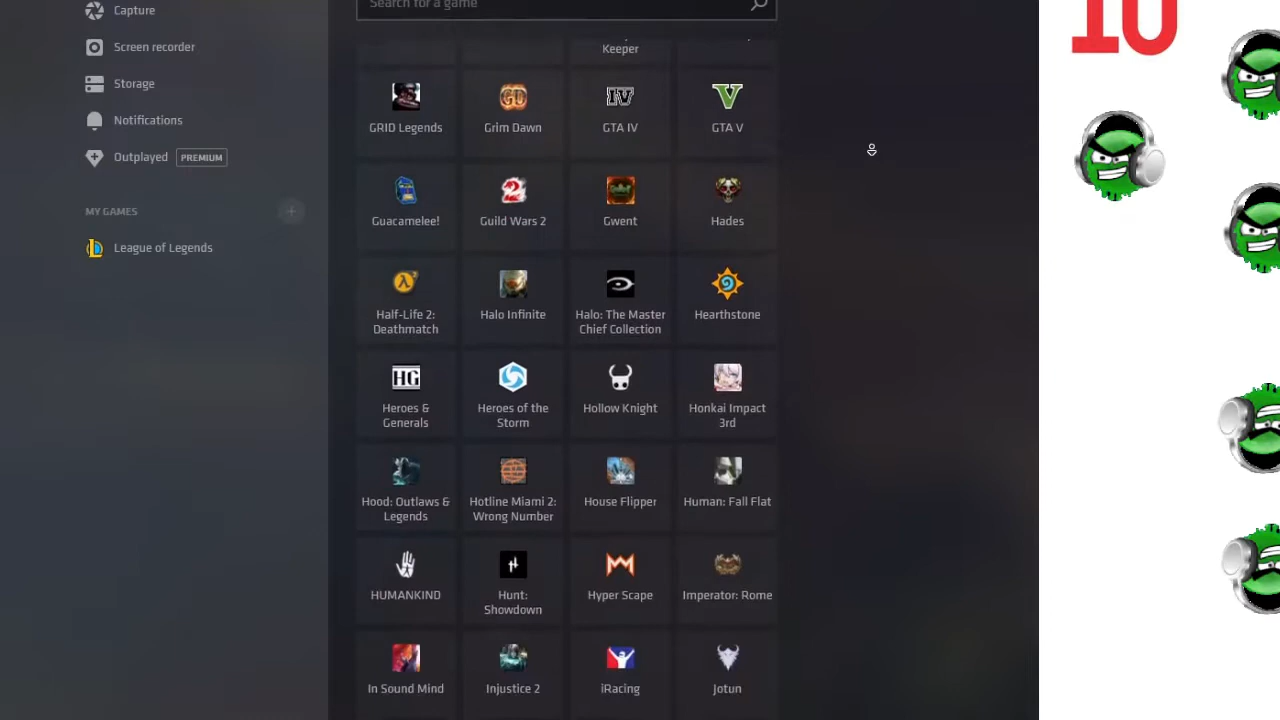 Capture
Screen recorder
Storage
Notifications
Outplayed PREMIUM
MY GAMES
League of Legends
Search for a game
Keeper
GRID Legends
Grim Dawn
GTA IV
GTA V
Guacamelee!
Guild Wars 2
Gwent
Hades
Half-Life 2:
Deathmatch
Halo Infinite
Halo: The Master
Chief Collection
Hearthstone
Heroes &
Generals
Heroes of the
Storm
Hollow Knight
Honkai Impact
3rd
Hood: Outlaws &
Legends
Hotline Miami 2:
Wrong Number
House Flipper
Human: Fall Flat
HUMANKIND
Hunt:
Showdown
Hyper Scape
Imperator: Rome
In Sound Mind
Injustice 2
iRacing
Jotun
10